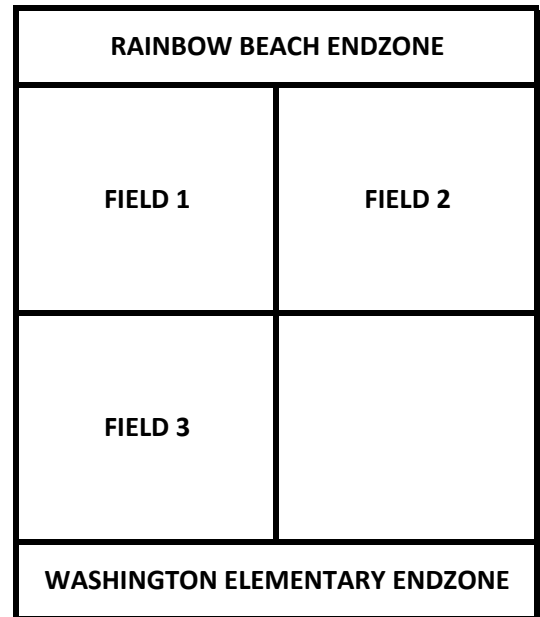 RAINBOW BEACH ENDZONE
FIELD 1
FIELD 2
FIELD 3
WASHINGTON ELEMENTARY ENDZONE